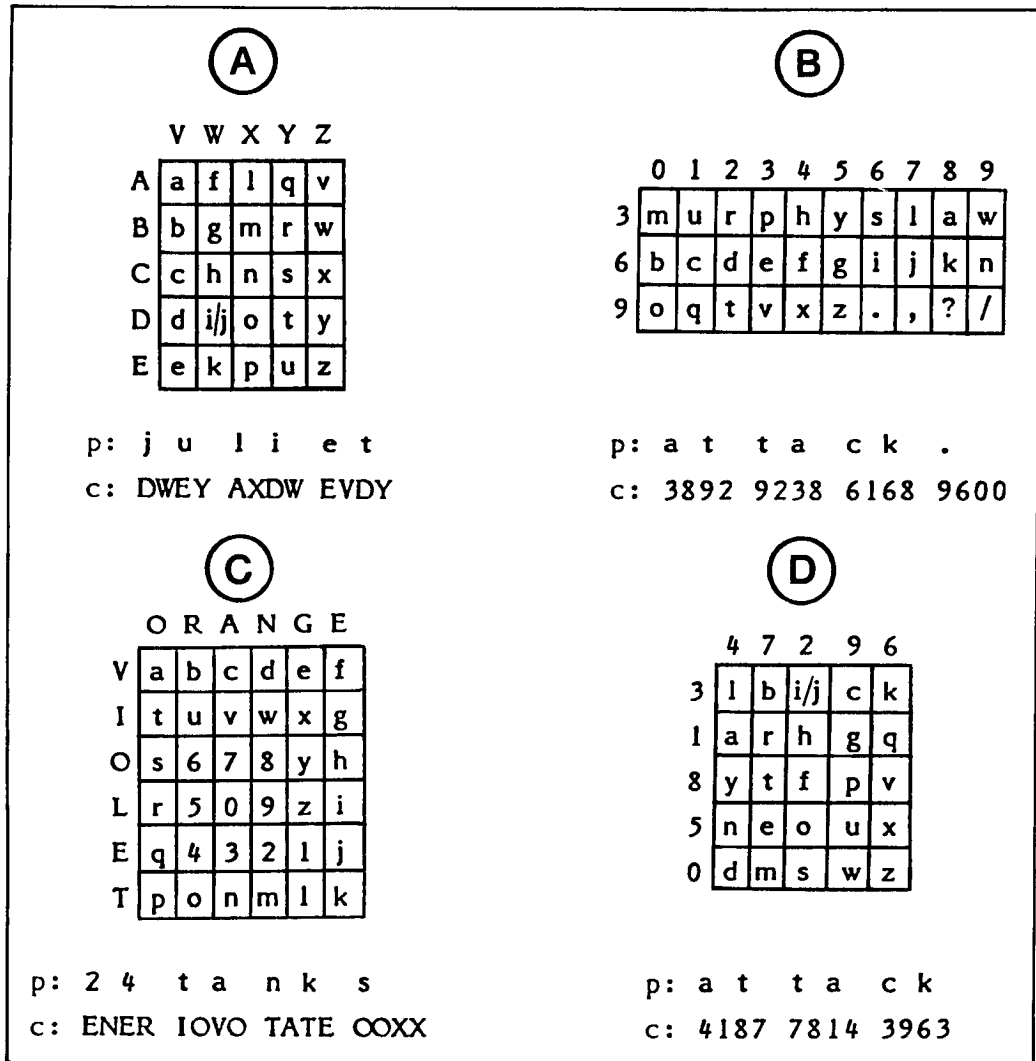 A
V W X Y Z
A a f l q v
B b g m r w
C c h n s x
D d i/j o t y
E e k p u z
p: j u l i e t
c: DWEY AXDW EVDY
B
0 1 2 3 4 5 6 7 8 9
3 m u r p h y s l a w
6 b c d e f g i j k n
9 o q t v x z . , ? /
p: a t t a c k .
c: 3892 9238 6168 9600
C
O R A N G E
V a b c d e f
I t u v w x g
O s 6 7 8 y h
L r 5 0 9 z i
E q 4 3 2 1 j
T p o n m l k
p: 2 4 t a n k s
c: ENER IOVO TATE OOXX
D
4 7 2 9 6
3 l b i/j c k
1 a r h g q
8 y t f p v
5 n e o u x
0 d m s w z
p: a t t a c k
c: 4187 7814 3963